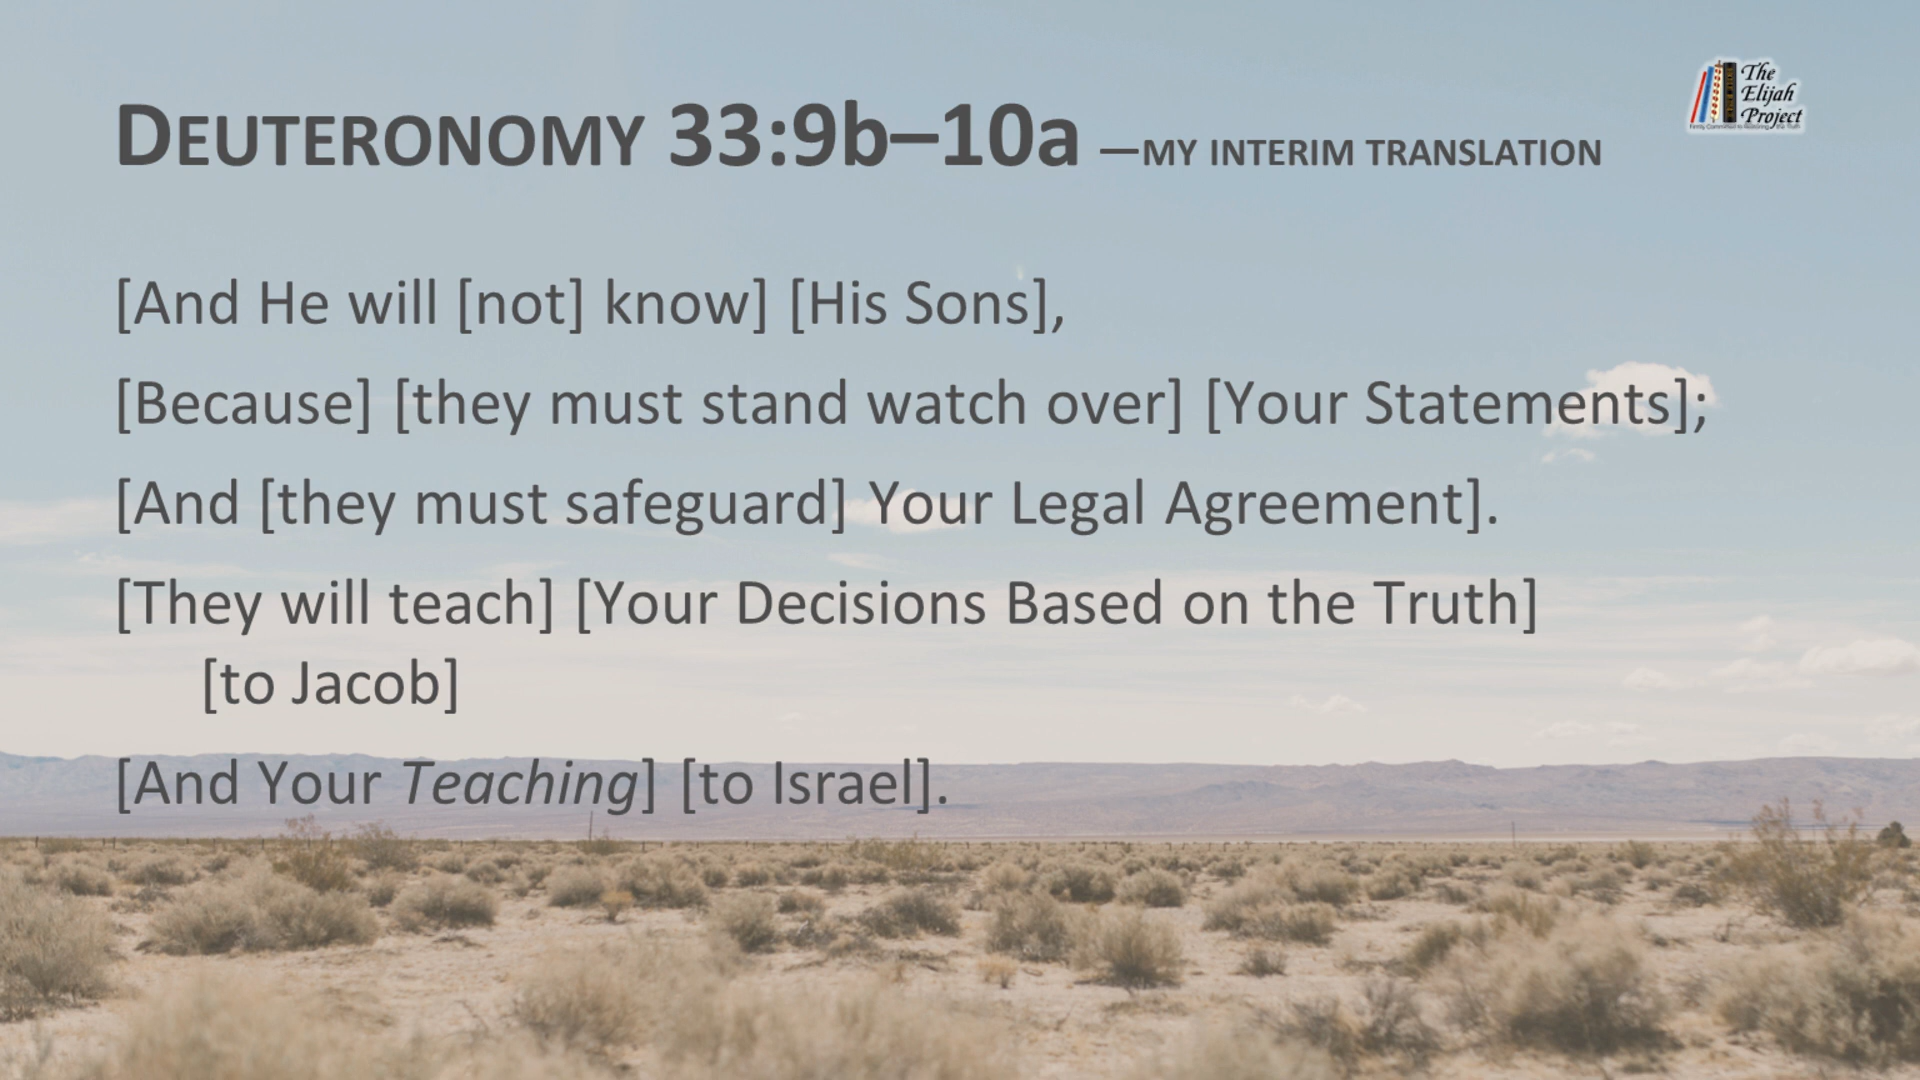 DEUTERONOMY 33:9b–10a —MY INTERIM TRANSLATION
The
Elijah
Project
[And He will [not] know] [His Sons],
[Because] [they must stand watch over] [Your Statements];
[And [they must safeguard] Your Legal Agreement].
[They will teach] [Your Decisions Based on the Truth]
[to Jacob]
[And Your Teaching] [to Israel].